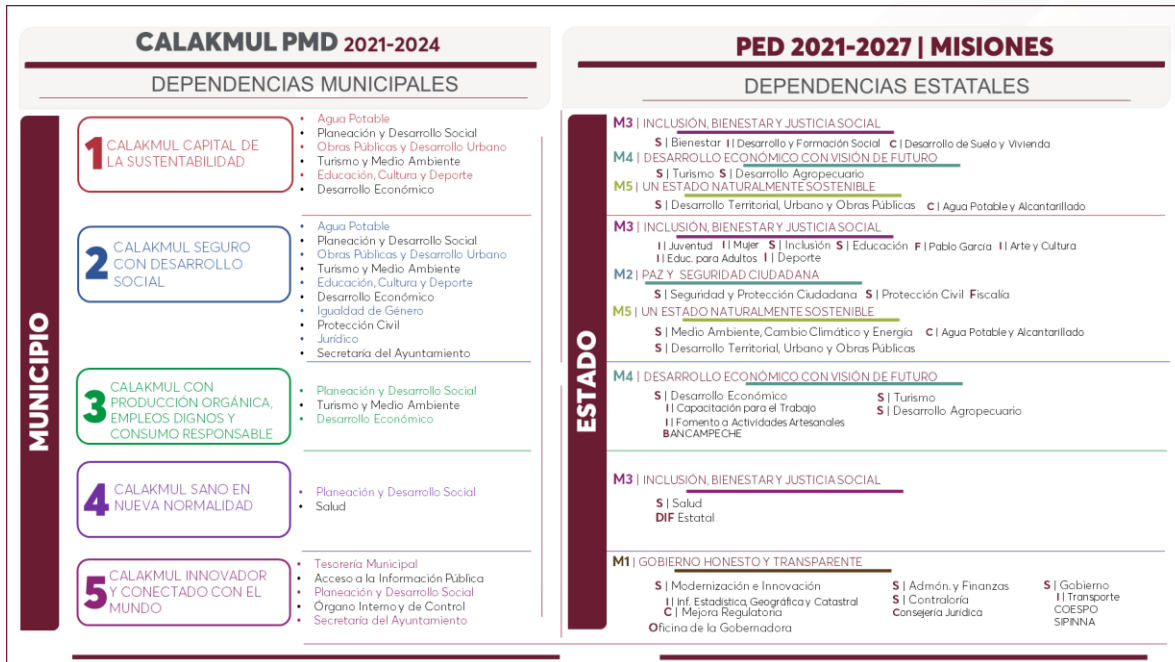 CALAKMUL PMD 2021-2024
DEPENDENCIAS MUNICIPALES
MUNICIPIO
1 CALAKMUL CAPITAL DE
LA SUSTENTABILIDAD
• Agua Potable
• Planeación y Desarrollo Social
• Obras Públicas y Desarrollo Urbano
• Turismo y Medio Ambiente
• Educación, Cultura y Deporte
• Desarrollo Económico
2 CALAKMUL SEGURO
CON DESARROLLO
SOCIAL
• Agua Potable
• Planeación y Desarrollo Social
• Obras Públicas y Desarrollo Urbano
• Turismo y Medio Ambiente
• Educación, Cultura y Deporte
• Desarrollo Económico
• Igualdad de Género
• Protección Civil
• Jurídico
• Secretaría del Ayuntamiento
3 CALAKMUL CON
PRODUCCIÓN ORGÁNICA,
EMPLEOS DIGNOS Y
CONSUMO RESPONSABLE
• Planeación y Desarrollo Social
• Turismo y Medio Ambiente
• Desarrollo Económico
4 CALAKMUL SANO EN
NUEVA NORMALIDAD
• Planeación y Desarrollo Social
• Salud
5 CALAKMUL INNOVADOR
Y CONECTADO CON EL
MUNDO
• Tesorería Municipal
• Acceso a la Información Pública
• Planeación y Desarrollo Social
• Órgano Interno y de Control
• Secretaría del Ayuntamiento
PED 2021-2027 | MISIONES
DEPENDENCIAS ESTATALES
ESTADO
M3 | INCLUSIÓN, BIENESTAR Y JUSTICIA SOCIAL
S | Bienestar I | Desarrollo y Formación Social C | Desarrollo de Suelo y Vivienda
M4 | DESARROLLO ECONÓMICO CON VISIÓN DE FUTURO
S | Turismo S | Desarrollo Agropecuario
M5 | UN ESTADO NATURALMENTE SOSTENIBLE
S | Desarrollo Territorial, Urbano y Obras Públicas C | Agua Potable y Alcantarillado
M3 | INCLUSIÓN, BIENESTAR Y JUSTICIA SOCIAL
I | Juventud I | Mujer S | Inclusión S | Educación F | Pablo García I | Arte y Cultura
I | Educ. para Adultos I | Deporte
M2 | PAZ Y SEGURIDAD CIUDADANA
S | Seguridad y Protección Ciudadana S | Protección Civil Fiscalía
M5 | UN ESTADO NATURALMENTE SOSTENIBLE
S | Medio Ambiente, Cambio Climático y Energía C | Agua Potable y Alcantarillado
S | Desarrollo Territorial, Urbano y Obras Públicas
M4 | DESARROLLO ECONÓMICO CON VISIÓN DE FUTURO
S | Desarrollo Económico
I | Capacitación para el Trabajo
I | Fomento a Actividades Artesanales
BANCAMPECHE
S | Turismo
S | Desarrollo Agropecuario
M3 | INCLUSIÓN, BIENESTAR Y JUSTICIA SOCIAL
S | Salud
DIF Estatal
M1 | GOBIERNO HONESTO Y TRANSPARENTE
S | Modernización e Innovación
I | Inf. Estadística, Geográfica y Catastral
C | Mejora Regulatoria
Oficina de la Gobernadora
S | Admón. y Finanzas
S | Contraloría
Consejería Jurídica
S | Gobierno
I | Transporte
COESPO
SIPINNA